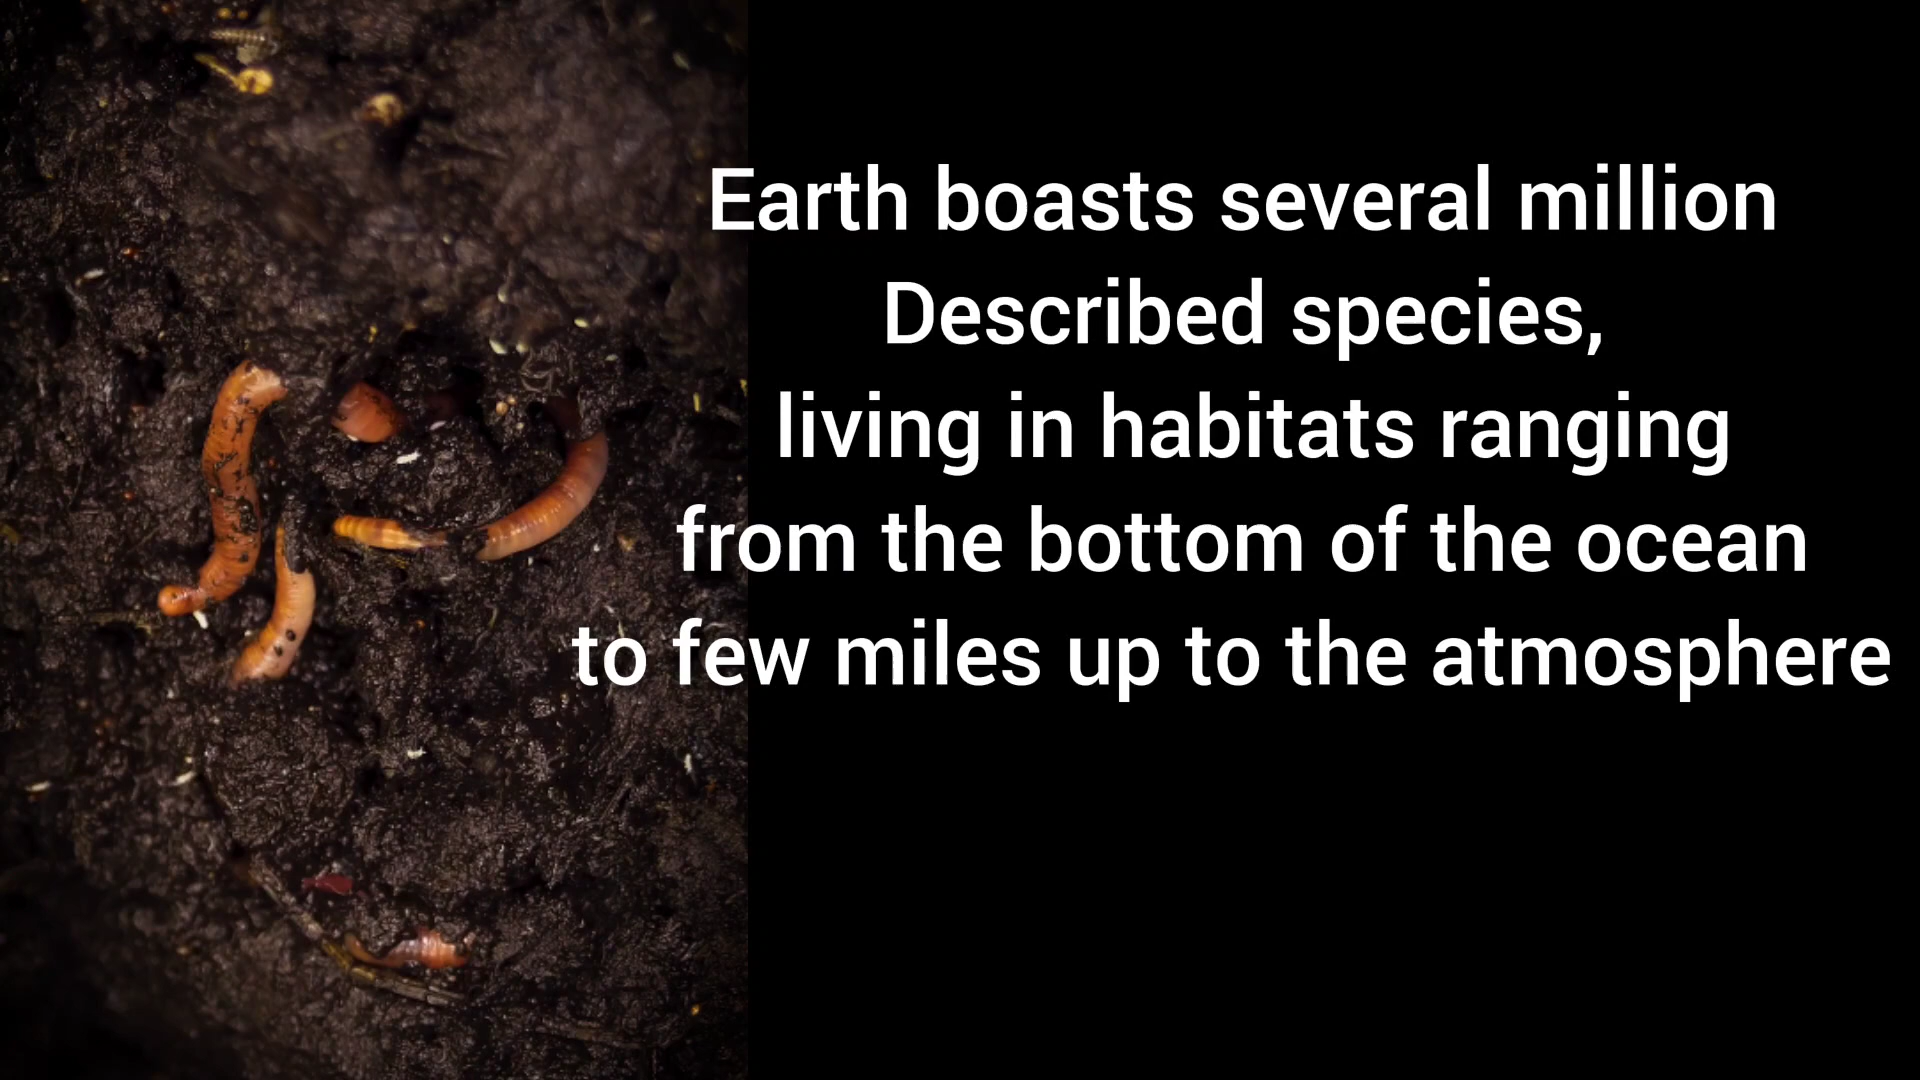 Earth boasts several million
Described species,
living in habitats ranging
from the bottom of the ocean
to few miles up to the atmosphere